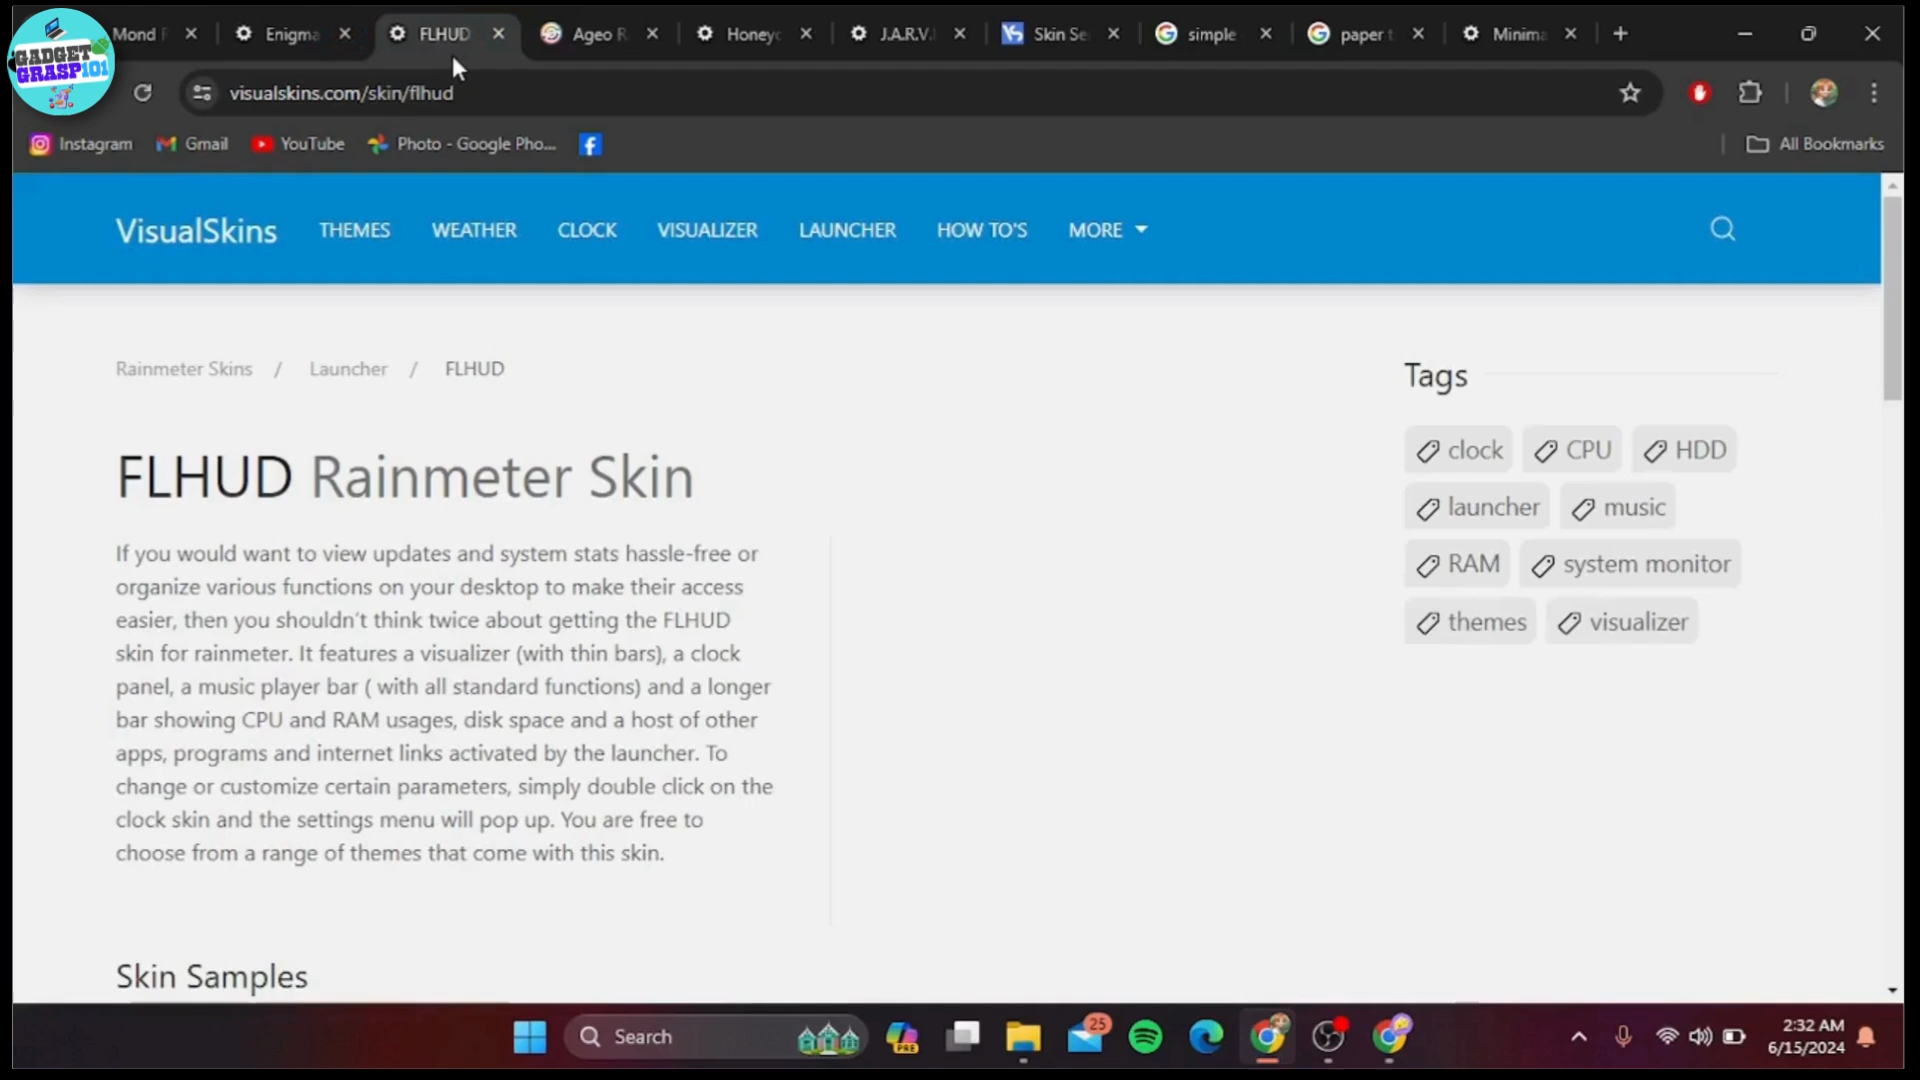 GADGET
GRASP101
Mond
Enigma
FLHUD
Ageo R
Honeyc
J.A.R.V.I
Skin Se
simple
paper t
Minima
visualskins.com/skin/flhud
Instagram
Gmail
YouTube
Photo - Google Pho...
All Bookmarks
VisualSkins
THEMES
WEATHER
CLOCK
VISUALIZER
LAUNCHER
HOW TO'S
MORE
Rainmeter Skins / Launcher / FLHUD
FLHUD Rainmeter Skin
If you would want to view updates and system stats hassle-free or
organize various functions on your desktop to make their access
easier, then you shouldn't think twice about getting the FLHUD
skin for rainmeter. It features a visualizer (with thin bars), a clock
panel, a music player bar ( with all standard functions) and a longer
bar showing CPU and RAM usages, disk space and a host of other
apps, programs and internet links activated by the launcher. To
change or customize certain parameters, simply double click on the
clock skin and the settings menu will pop up. You are free to
choose from a range of themes that come with this skin.
Skin Samples
Tags
clock
CPU
HDD
launcher
music
RAM
system monitor
themes
visualizer
Search
PRE
25
2:32 AM
6/15/2024